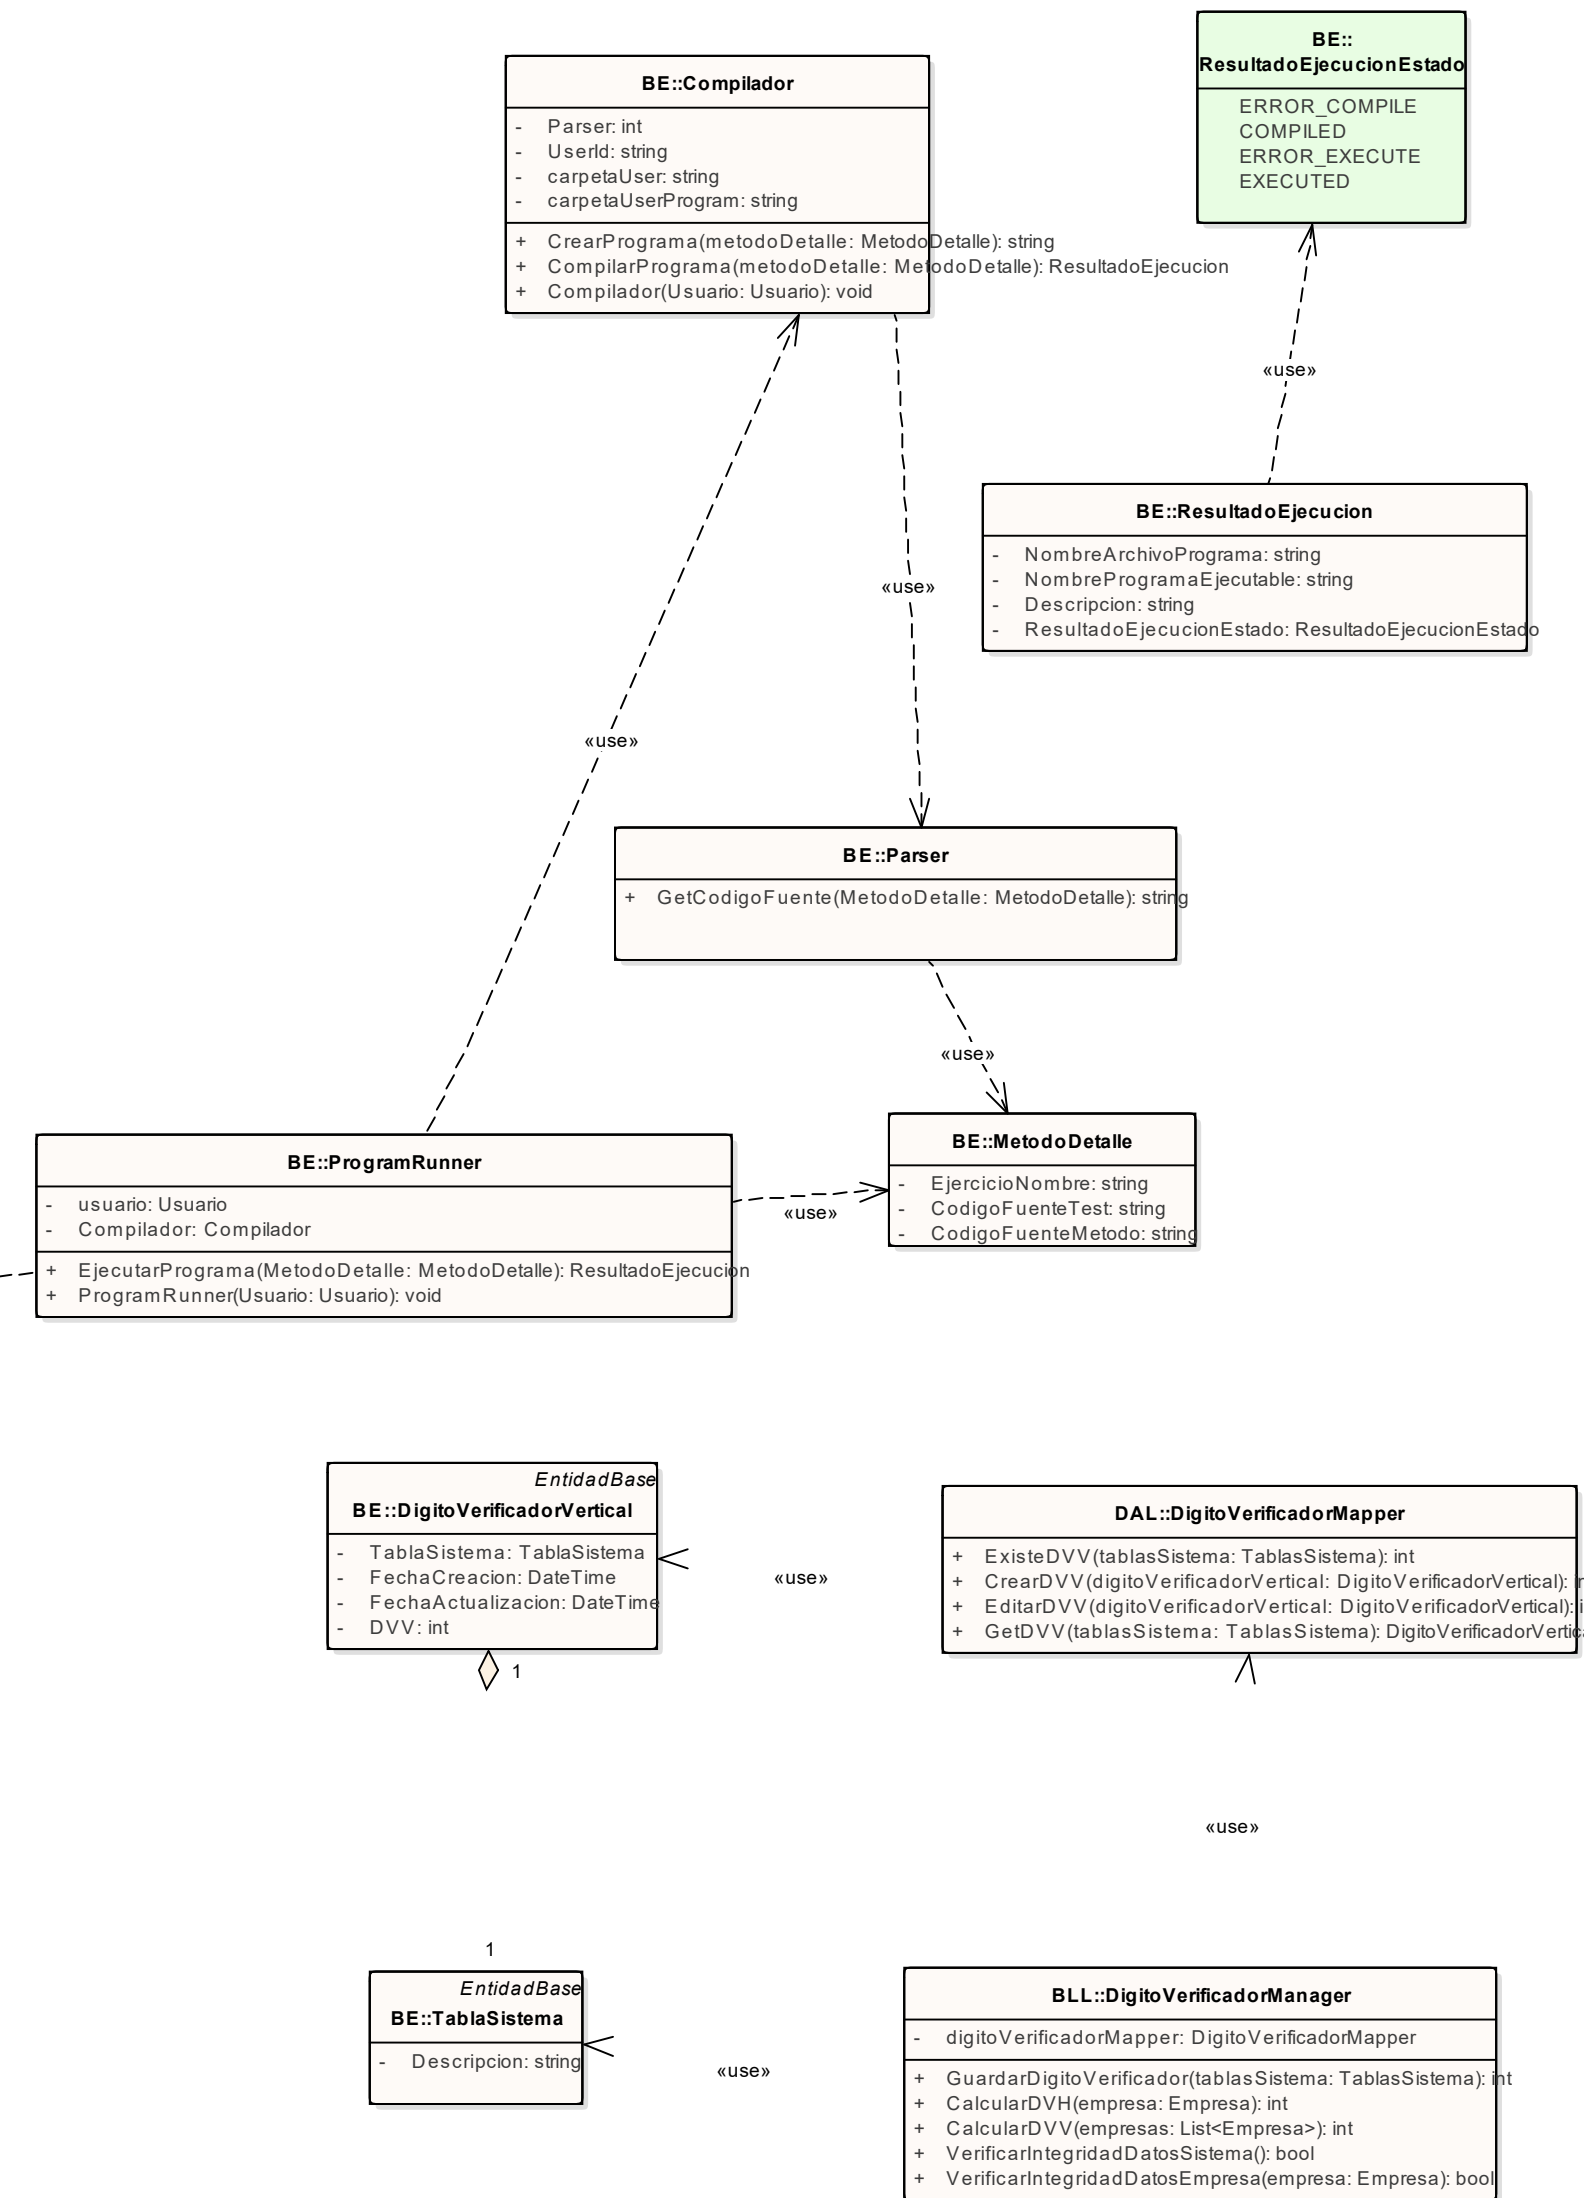 BE::Compilador
- Parser: int
- UserId: string
- carpetaUser: string
- carpetaUserProgram: string
+ CrearPrograma(metodoDetalle: MetodoDetalle): string
+ CompilarPrograma(metodoDetalle: MetodoDetalle): ResultadoEjecucion
+ Compilador(Usuario: Usuario): void
BE::
ResultadoEjecucionEstado
ERROR_COMPILE
COMPILED
ERROR_EXECUTE
EXECUTED
«use»
BE::ResultadoEjecucion
- NombreArchivoPrograma: string
- NombreProgramaEjecutable: string
- Descripcion: string
- ResultadoEjecucionEstado: ResultadoEjecucionEstado
«use»
«use»
BE::Parser
+ GetCodigoFuente(MetodoDetalle: MetodoDetalle): string
«use»
BE::ProgramRunner
- usuario: Usuario
- Compilador: Compilador
+ EjecutarPrograma(MetodoDetalle: MetodoDetalle): ResultadoEjecucion
+ ProgramRunner(Usuario: Usuario): void
«use»
BE::MetodoDetalle
- EjercicioNombre: string
- CodigoFuenteTest: string
- CodigoFuenteMetodo: string
EntidadBase
BE::DigitoVerificadorVertical
- TablaSistema: TablaSistema
- FechaCreacion: DateTime
- FechaActualizacion: DateTime
- DVV: int
1
«use»
DAL::DigitoVerificadorMapper
+ ExisteDVV(tablasSistema: TablasSistema): int
+ CrearDVV(digitoVerificadorVertical: DigitoVerificadorVertical):
+ EditarDVV(digitoVerificadorVertical: DigitoVerificadorVertical):
+ GetDVV(tablasSistema: TablasSistema):
«use»
1
EntidadBase
BE::TablaSistema
- Descripcion: string
«use»
BLL::DigitoVerificadorManager
- digitoVerificadorMapper: DigitoVerificadorMapper
+ GuardarDigitoVerificador(tablasSistema: TablasSistema): int
+ CalcularDVH(empresa: Empresa): int
+ CalcularDVV(empresas: List<Empresa>): int
+ VerificarIntegridadDatosSistema(): bool
+ VerificarIntegridadDatosEmpresa(empresa: Empresa): bool